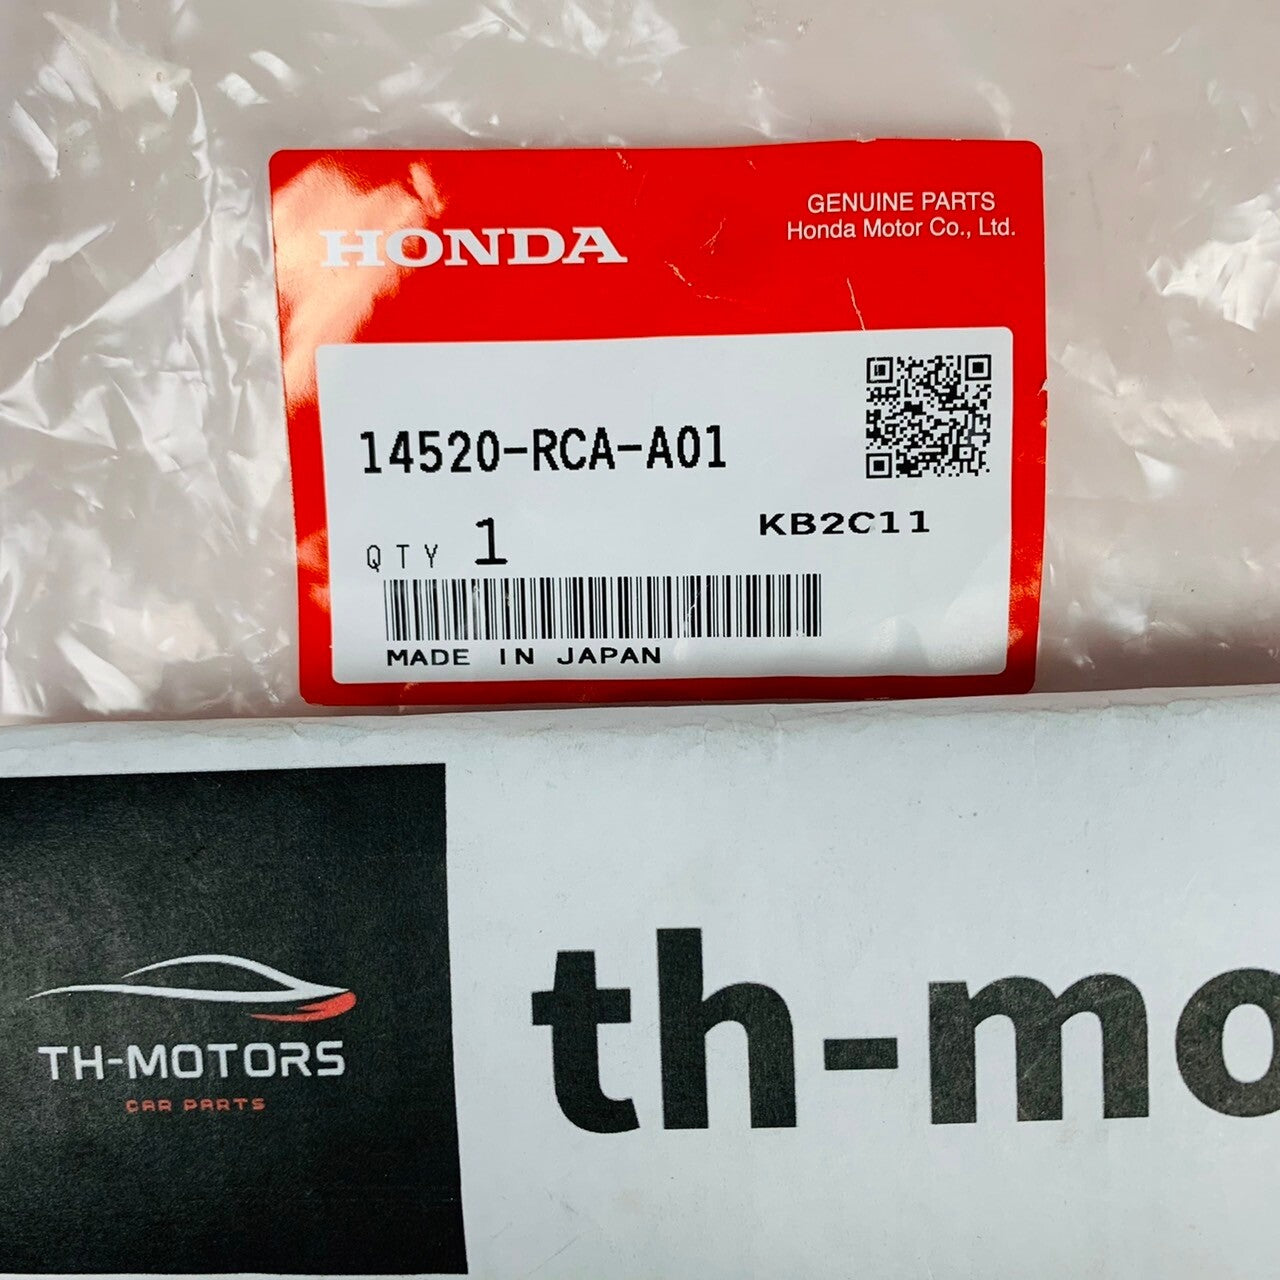 HONDA
GENUINE PARTS
Honda Motor Co., Ltd.
14520-RCA-A01
KB2C11
QTY 1
MADE IN JAPAN
TH-MOTORS
CAR PARTS
th-mo